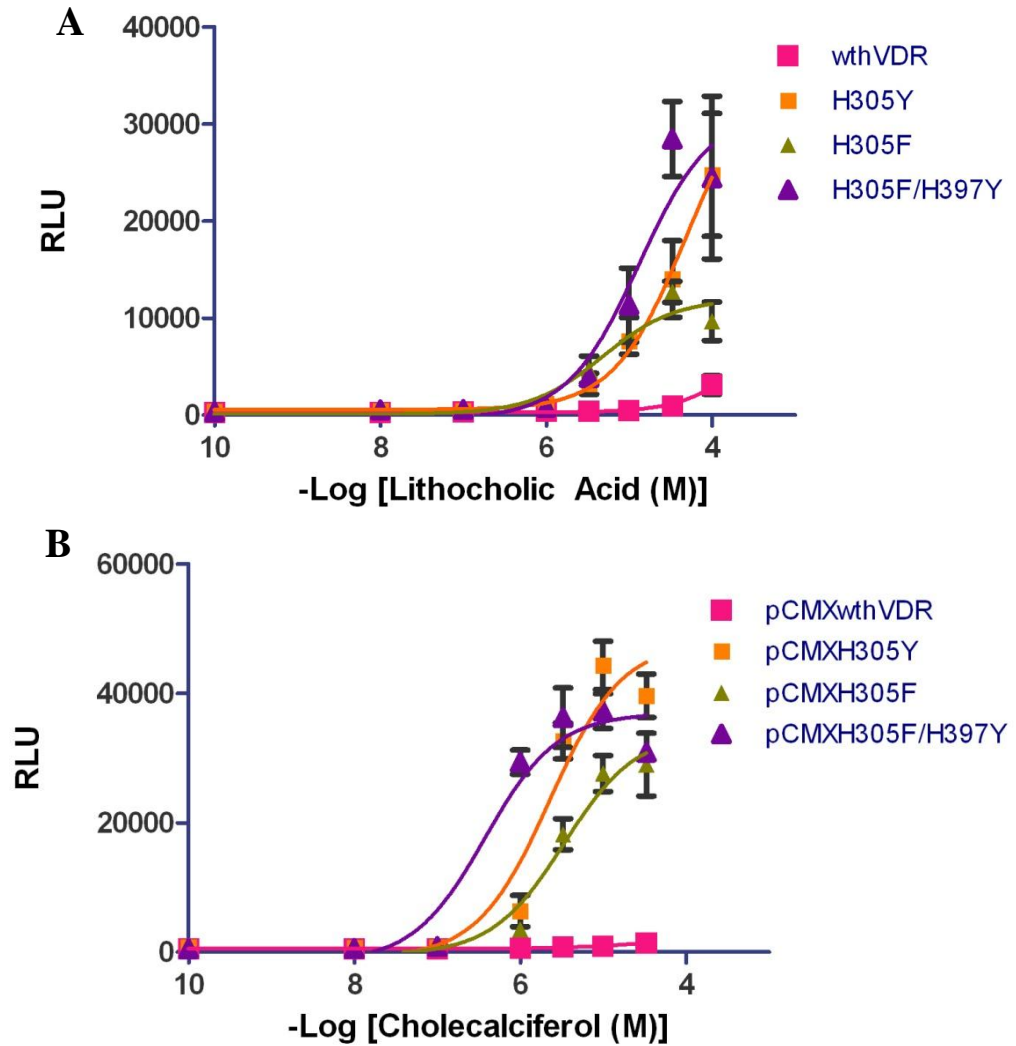 A
40000
30000
20000
10000
0
RLU
10
8
6
4
-Log [Lithocholic Acid (M)]
wthVDR
H305Y
H305F
H305F/H397Y
B
60000
40000
20000
0
RLU
10
8
6
4
-Log [Cholecalciferol (M)]
pCMXwthVDR
pCMXH305Y
pCMXH305F
pCMXH305F/H397Y